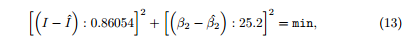 [(I − Î) : 0.86054]² + [(β₂ − β̂₂) : 25.2]² = min, (13)